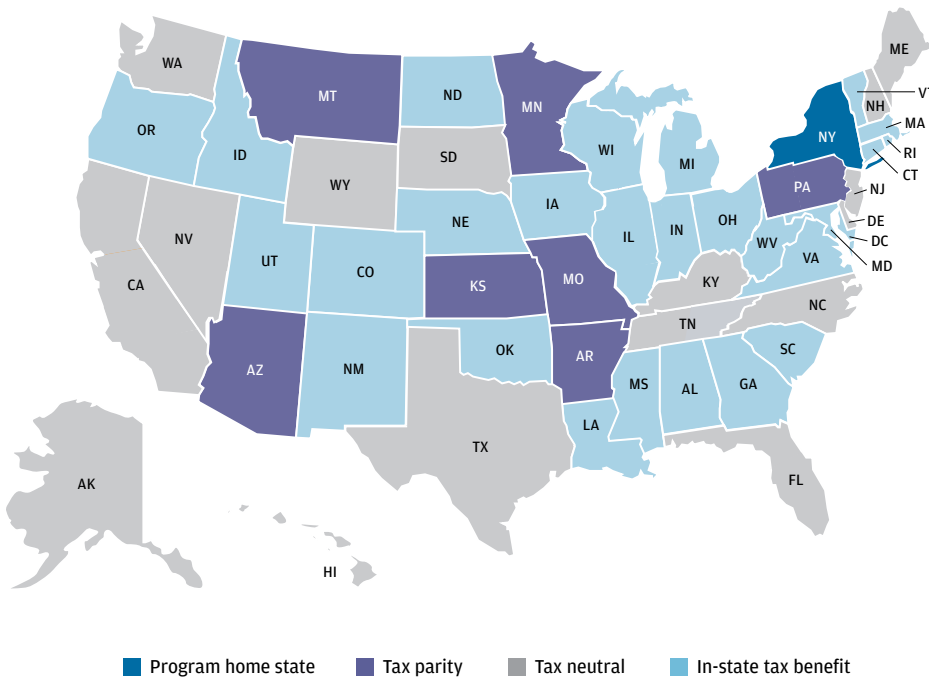 ME
WA
VT
MT
ND
NH
MN
MA
OR
NY
RI
ID
WI
SD
MI
CT
WY
PA
NJ
IA
NE
OH
DE
NV
IL
IN
DC
UT
WV
VA
CO
MD
CA
KS
MO
KY
NC
TN
SC
OK
AR
AZ
NM
MS
AL
GA
LA
TX
AK
FL
HI
Program home state
Tax parity
Tax neutral
In-state tax benefit